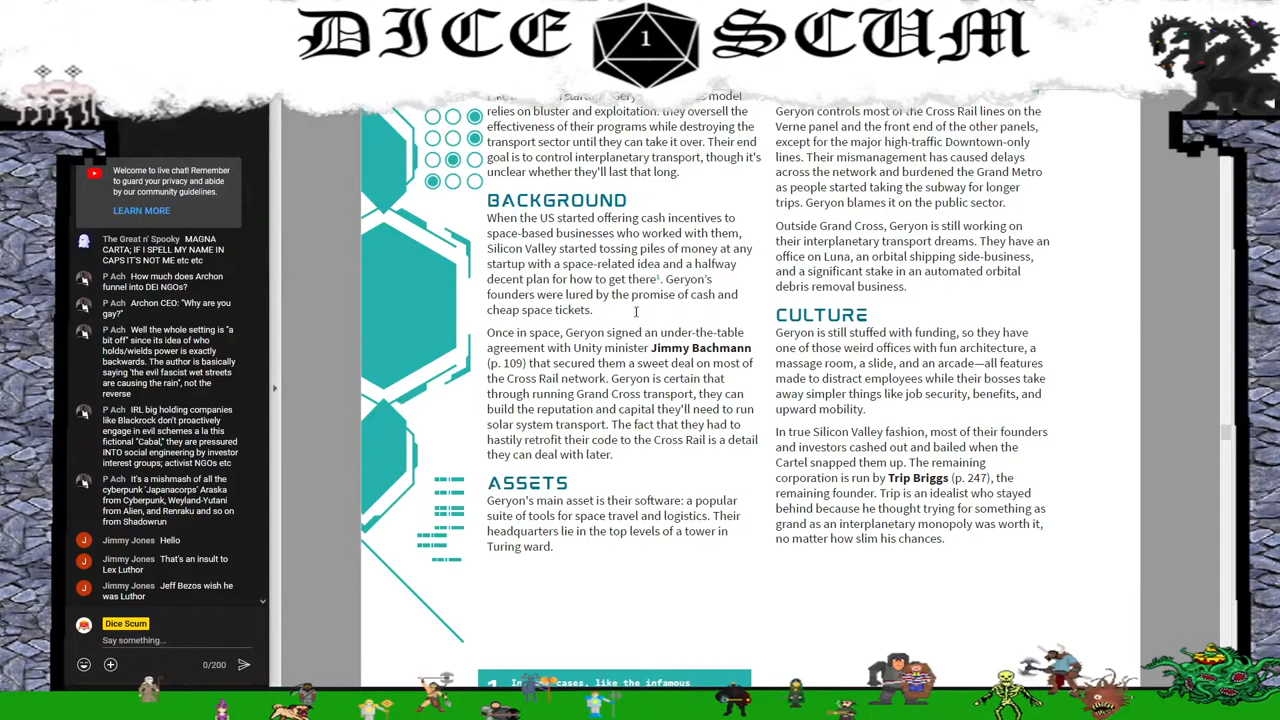 DICE SCUM
1
Welcome to live chat! Remember
to guard your privacy and abide
by our community guidelines.
LEARN MORE
The Great n' Spooky MAGNA
CARTA; IF I SPELL MY NAME IN
CAPS IT'S NOT ME etc etc
P Ach How much does Archon
funnel into DEI NGOs?
P Ach Archon CEO: "Why are you
gay?"
P Ach Well the whole setting is "a
bit off" since its idea of who
holds/wields power is exactly
backwards. The author is basically
saying 'the evil fascist wet streets
are causing the rain", not the
reverse
P Ach IRL big holding companies
like Blackrock don't proactively
engage in evil schemes a la this
fictional "Cabal," they are pressured
INTO social engineering by investor
interest groups; activist NGOs etc
P Ach It's a mishmash of all the
cyberpunk 'Japanacorps' Araska
from Cyberpunk, Weyland-Yutani
from Alien, and Renraku and so on
from Shadowrun
Jimmy Jones Hello
Jimmy Jones That's an insult to
Lex Luthor
Jimmy Jones Jeff Bezos wish he
was Luthor
Dice Scum
Say something...
0/200
model
relies on bluster and exploitation: they oversell the
effectiveness of their programs while destroying the
transport sector until they can take it over. Their end
goal is to control interplanetary transport, though it's
unclear whether they'll last that long.
BACKGROUND
When the US started offering cash incentives to
space-based businesses who worked with them,
Silicon Valley started tossing piles of money at any
startup with a space-related idea and a halfway
decent plan for how to get there¹. Geryon's
founders were lured by the promise of cash and
cheap space tickets.
Once in space, Geryon signed an under-the-table
agreement with Unity minister Jimmy Bachmann
(p. 109) that secured them a sweet deal on most of
the Cross Rail network. Geryon is certain that
through running Grand Cross transport, they can
build the reputation and capital they'll need to run
solar system transport. The fact that they had to
hastily retrofit their code to the Cross Rail is a detail
they can deal with later.
ASSETS
Geryon's main asset is their software: a popular
suite of tools for space travel and logistics. Their
headquarters lie in the top levels of a tower in
Turing ward.
1 cases, like the infamous
Geryon controls most of the Cross Rail lines on the
Verne panel and the front end of the other panels,
except for the major high-traffic Downtown-only
lines. Their mismanagement has caused delays
across the network and burdened the Grand Metro
as people started taking the subway for longer
trips. Geryon blames it on the public sector.
Outside Grand Cross, Geryon is still working on
their interplanetary transport dreams. They have an
office on Luna, an orbital shipping side-business,
and a significant stake in an automated orbital
debris removal business.
CULTURE
Geryon is still stuffed with funding, so they have
one of those weird offices with fun architecture, a
massage room, a slide, and an arcade—all features
made to distract employees while their bosses take
away simpler things like job security, benefits, and
upward mobility.
In true Silicon Valley fashion, most of their founders
and investors cashed out and bailed when the
Cartel snapped them up. The remaining
corporation is run by Trip Briggs (p. 247), the
remaining founder. Trip is an idealist who stayed
behind because he thought trying for something as
grand as an interplanetary monopoly was worth it,
no matter how slim his chances.